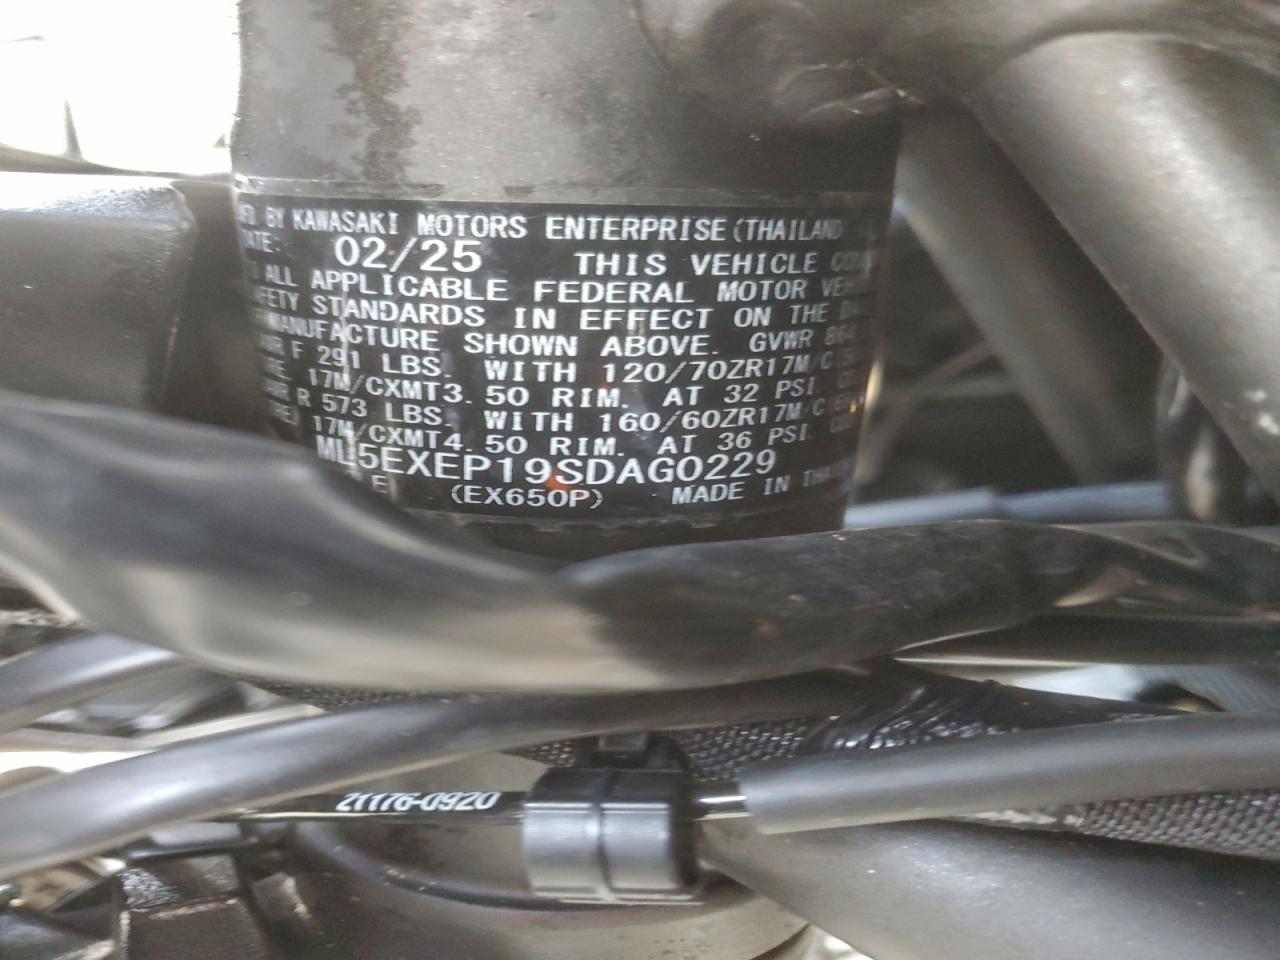 BY KAWASAKI MOTORS ENTERPRISE (THAILAND
DATE: 02/25 THIS VEHICLE
ALL APPLICABLE FEDERAL MOTOR
STANDARDS IN EFFECT ON THE
MANUFACTURE SHOWN ABOVE. GVWR
F 291 LBS. WITH 120/70ZR17M/C
17M/CXMT3.50 RIM. AT 32 PSI.
R 573 LBS. WITH 160/60ZR17M/C
17M/CXMT4.50 RIM. AT 36 PSI.
ML5EXEP19SDAG0229
(EX650P) MADE IN
21176-0920